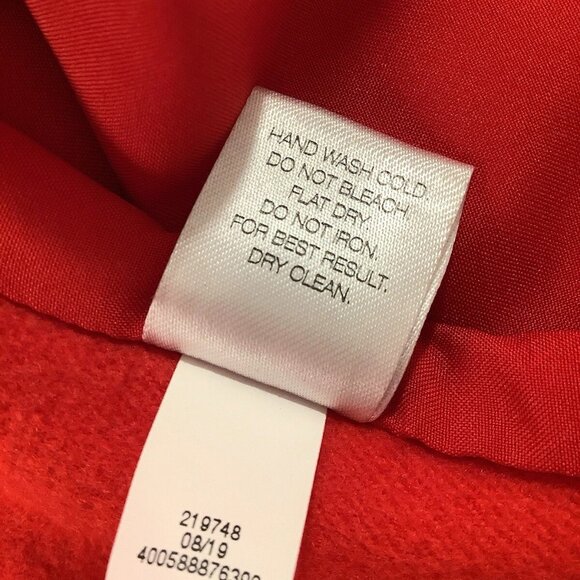 HAND WASH COLD.
DO NOT BLEACH.
FLAT DRY.
DO NOT IRON.
FOR BEST RESULT.
DRY CLEAN.
219748
08/19